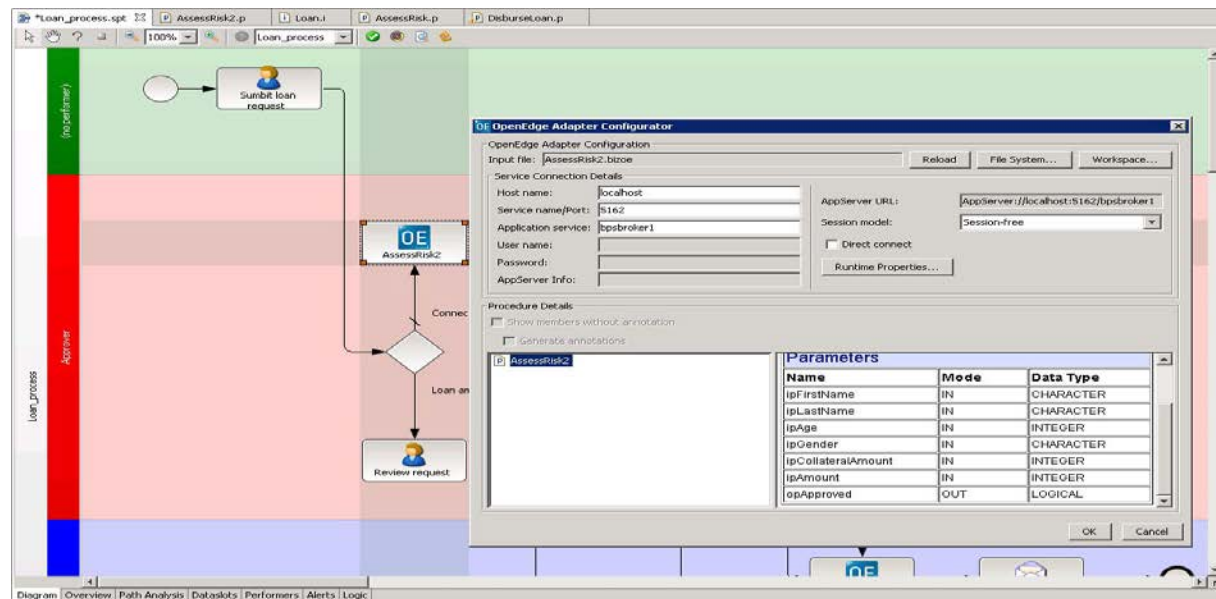 *Loan_process.spt AssessRisk2.p Loan.i AssessRisk.p DisburseLoan.p
100% Loan_process
(no performer)
Sumbit loan
request
OE OpenEdge Adapter Configurator
OpenEdge Adapter Configuration
Input file: AssessRisk2.bizoe Reload File System... Workspace...
Service Connection Details
Host name: localhost
Service name/Port: 5162
Application service: bpsbroker1
User name:
Password:
AppServer Info:
AppServer URL: AppServer://localhost:5162/bpsbroker1
Session model: Session-free
Direct connect
Runtime Properties...
Procedure Details
Show members without annotation
Generate annotations
AssessRisk2
Parameters
Name Mode Data Type
ipFirstName IN CHARACTER
ipLastName IN CHARACTER
ipAge IN INTEGER
ipGender IN CHARACTER
ipCollateralAmount IN INTEGER
ipAmount IN INTEGER
opApproved OUT LOGICAL
OK Cancel
Loan_process
Approver
OE
AssessRisk2
Connec
Loan an
Review request
OE
Diagram Overview Path Analysis Dataslots Performers Alerts Logic